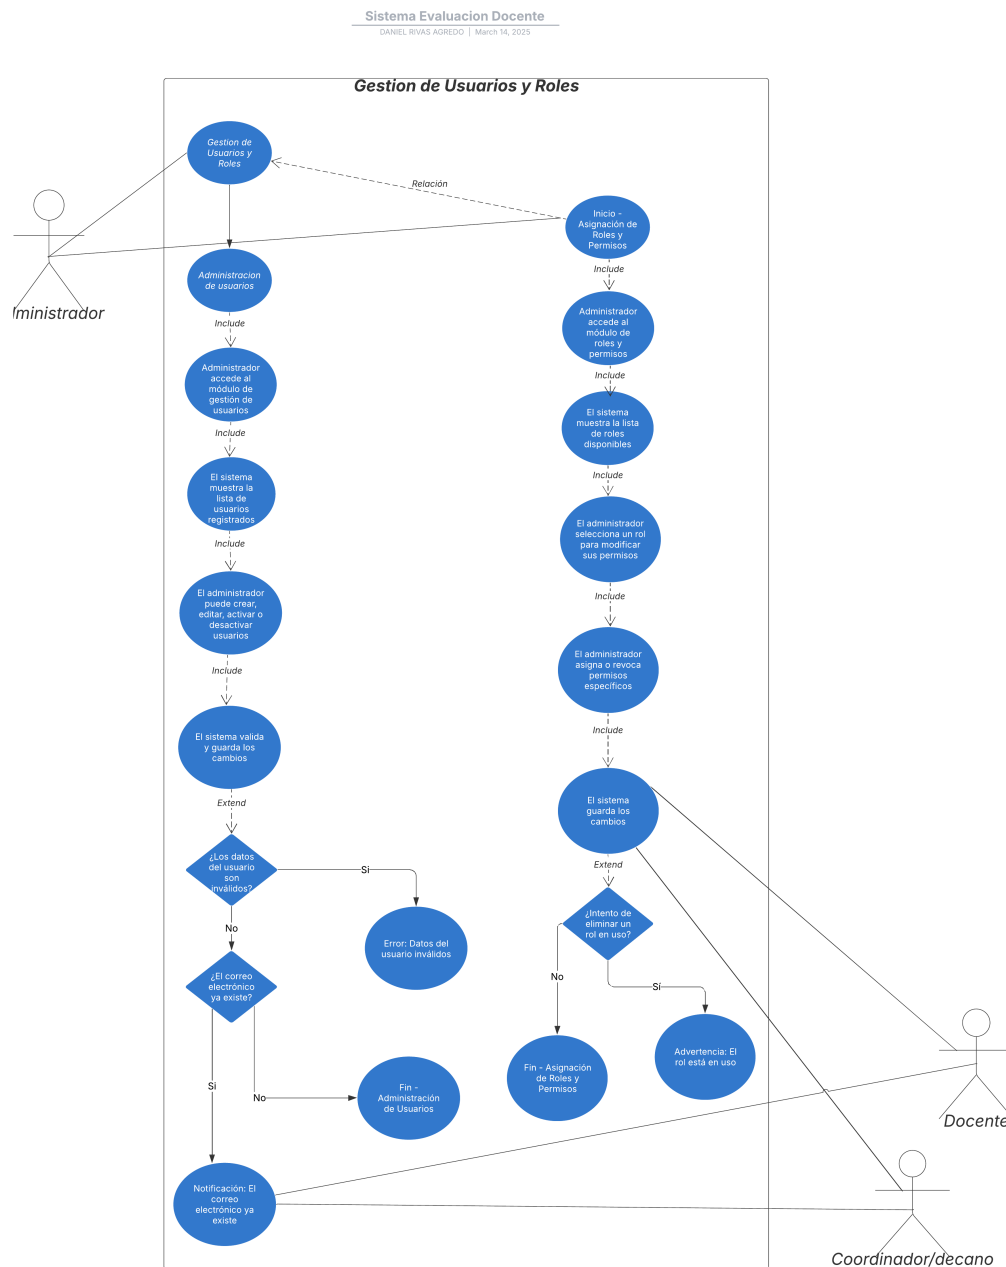 Sistema Evaluacion Docente
DANIEL RIVAS AGREDO | March 14, 2025
Gestion de Usuarios y Roles
Gestion de
Usuarios y
Roles
Relación
Inicio -
Asignación de
Roles y
Permisos
ministrador
Administracion
de usuarios
Include
Include
Administrador
accede al
módulo de
gestión de
usuarios
Administrador
accede al
módulo de
roles y
permisos
Include
Include
El sistema
muestra la
lista de
usuarios
registrados
El sistema
muestra la lista
de roles
disponibles
Include
Include
El administrador
puede crear,
editar, activar o
desactivar
usuarios
El administrador
selecciona un rol
para modificar
sus permisos
Include
Include
El sistema valida
y guarda los
cambios
El administrador
asigna o revoca
permisos
específicos
Include
Extend
El sistema
guarda los
cambios
¿Los datos
del usuario
son
inválidos?
Si
Error: Datos del
usuario inválidos
No
Extend
¿Intento de
eliminar un
rol en uso?
¿El correo
electrónico
ya existe?
No
Sí
Fin - Asignación
de Roles y
Permisos
Advertencia: El
rol está en uso
Si
No
Fin -
Administración
de Usuarios
Docente
Notificación: El
correo
electrónico ya
existe
Coordinador/decano